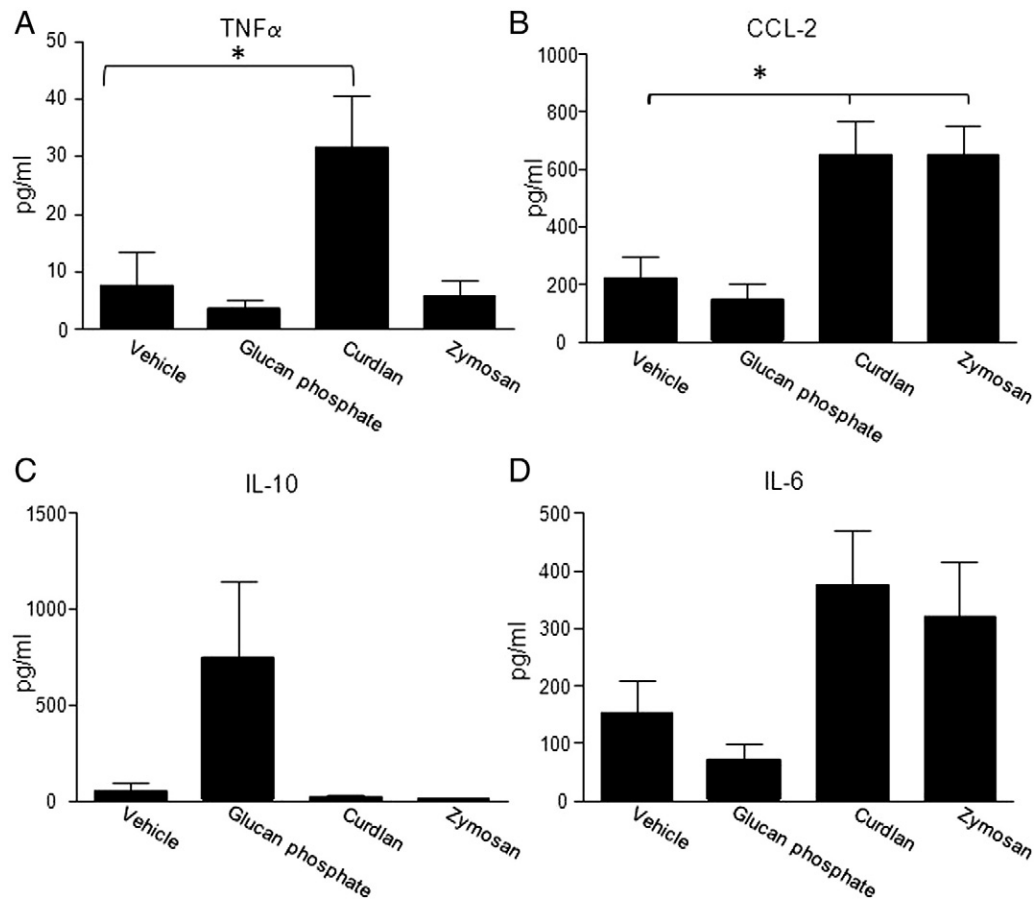 A
TNFα
50
40
30
20
10
0
pg/ml
*
Vehicle
Glucan phosphate
Curdlan
Zymosan
B
CCL-2
1000
800
600
400
200
0
pg/ml
*
Vehicle
Glucan phosphate
Curdlan
Zymosan
C
IL-10
1500
1000
500
0
pg/ml
Vehicle
Glucan phosphate
Curdlan
Zymosan
D
IL-6
500
400
300
200
100
0
pg/ml
Vehicle
Glucan phosphate
Curdlan
Zymosan